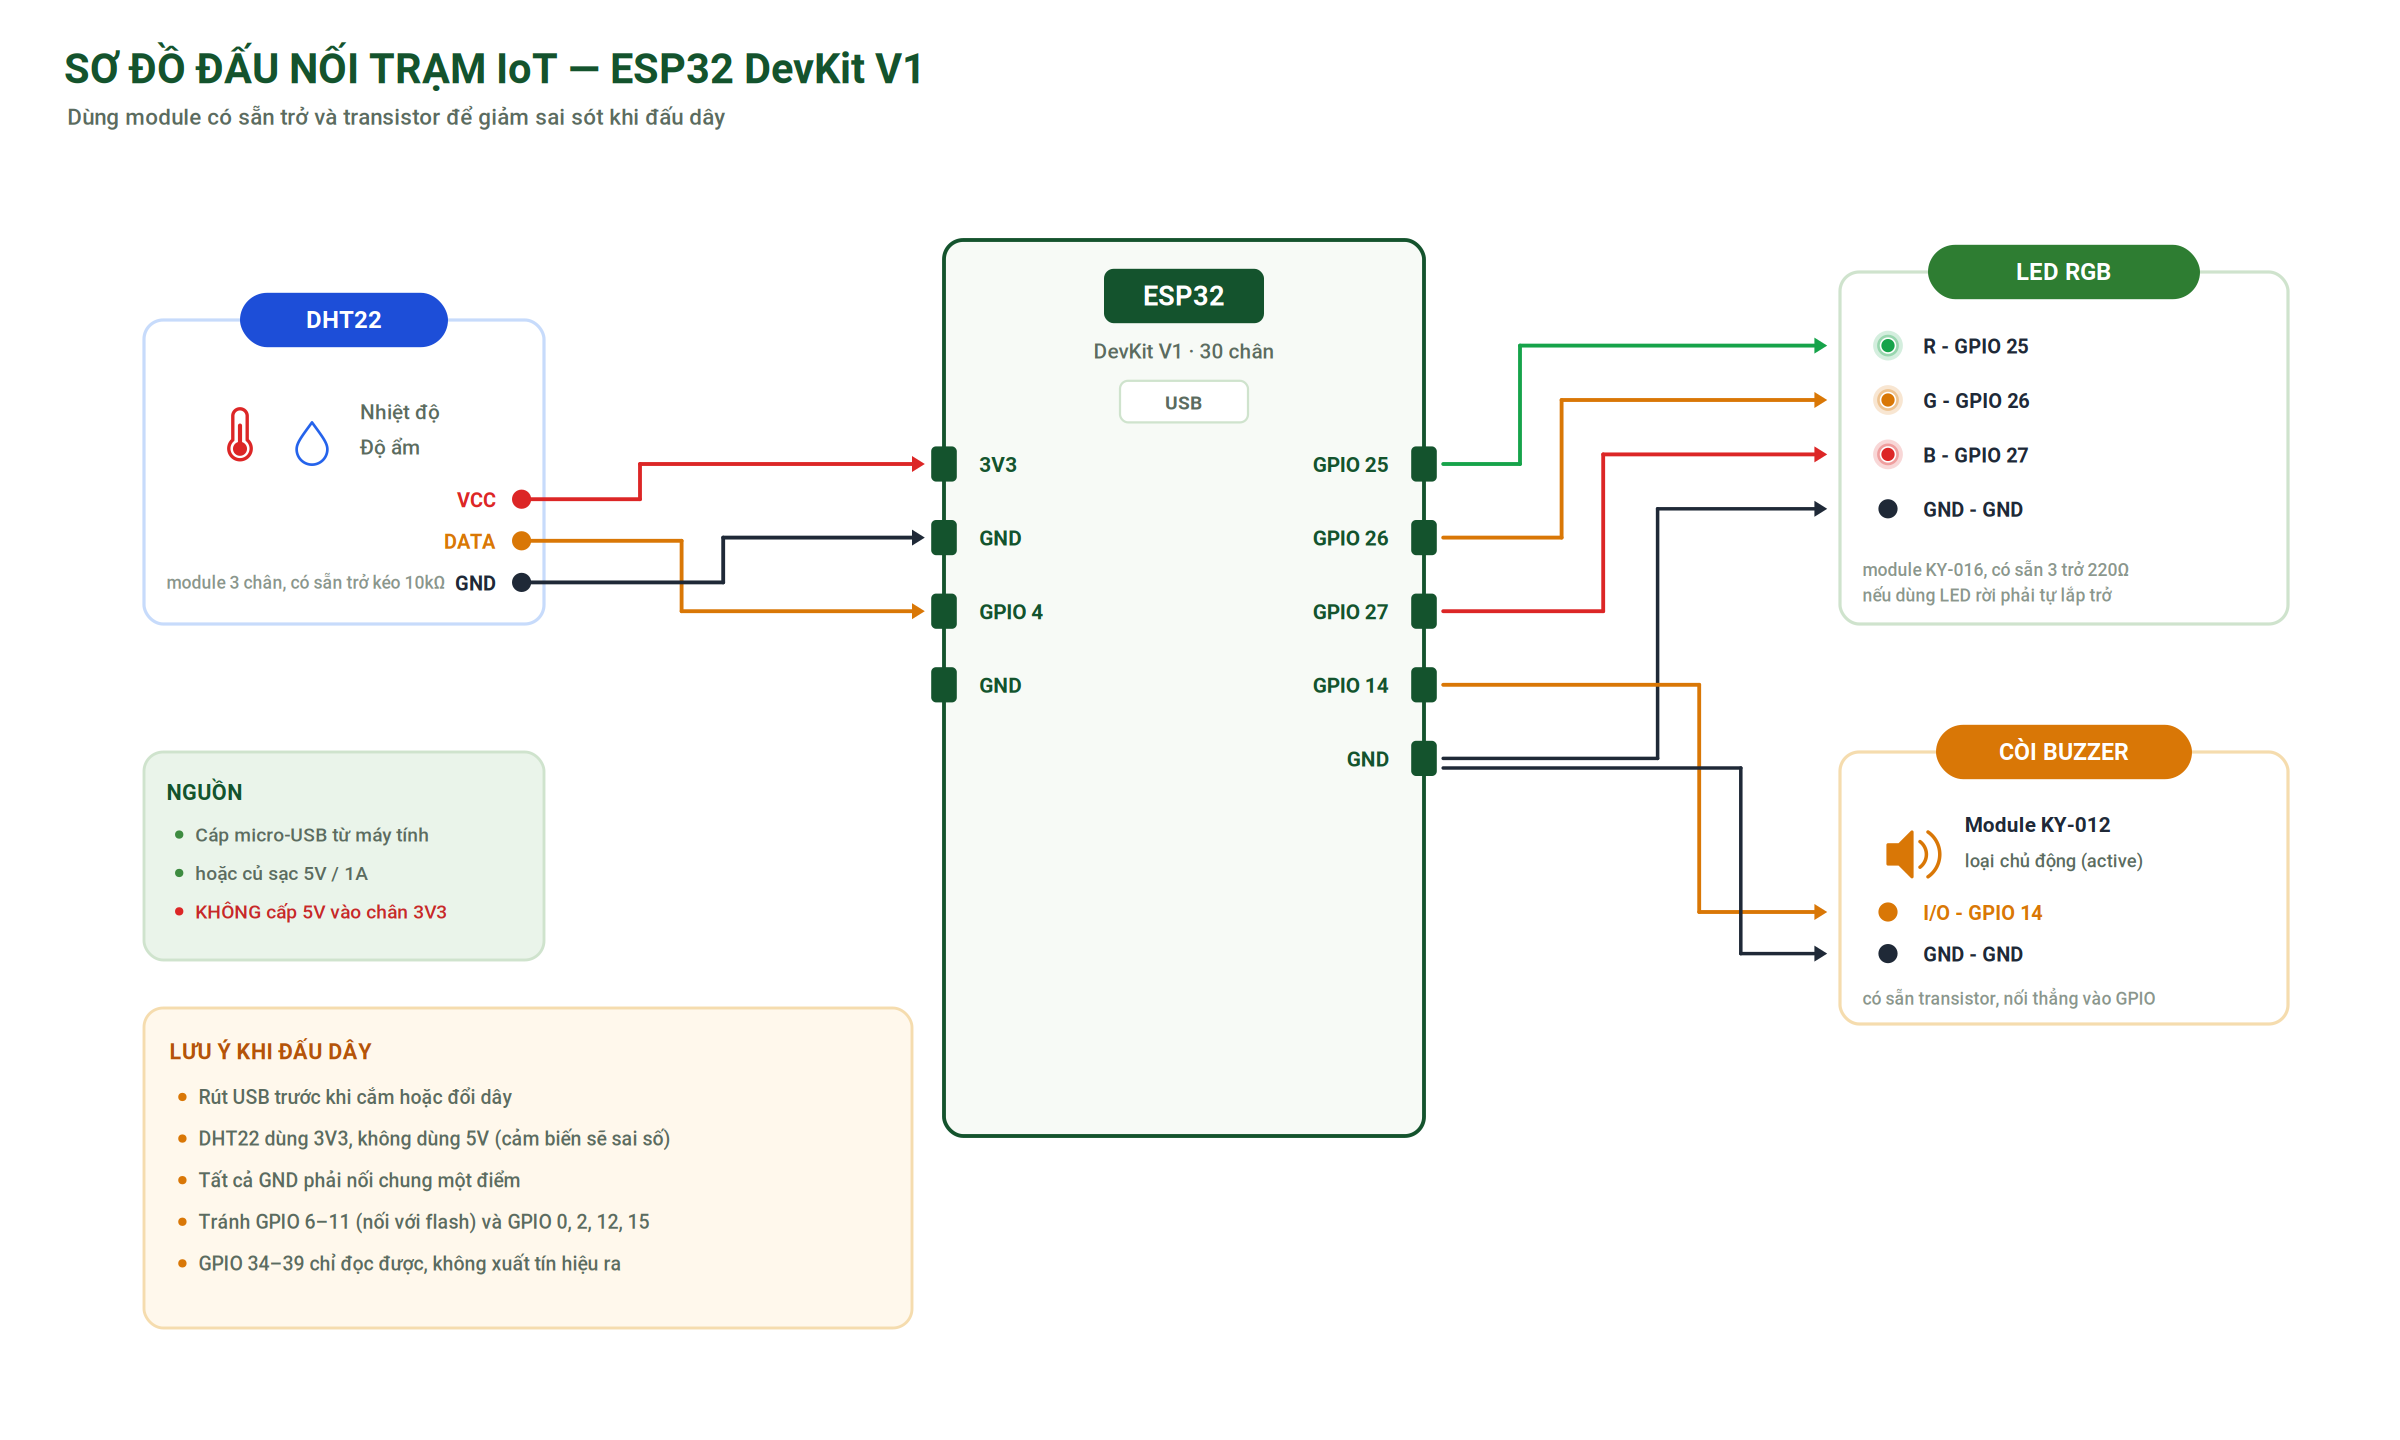 SƠ ĐỒ ĐẤU NỐI TRẠM IoT — ESP32 DevKit V1
Dùng module có sẵn trở và transistor để giảm sai sót khi đấu dây
DHT22
Nhiệt độ
Độ ẩm
VCC
DATA
module 3 chân, có sẵn trở kéo 10kΩ GND
ESP32
DevKit V1 · 30 chân
USB
3V3
GND
GPIO 4
GND
GPIO 25
GPIO 26
GPIO 27
GPIO 14
GND
LED RGB
R - GPIO 25
G - GPIO 26
B - GPIO 27
GND - GND
module KY-016, có sẵn 3 trở 220Ω
nếu dùng LED rời phải tự lắp trở
CÒI BUZZER
Module KY-012
loại chủ động (active)
I/O - GPIO 14
GND - GND
có sẵn transistor, nối thẳng vào GPIO
NGUỒN
Cáp micro-USB từ máy tính
hoặc củ sạc 5V / 1A
KHÔNG cấp 5V vào chân 3V3
LƯU Ý KHI ĐẤU DÂY
Rút USB trước khi cắm hoặc đổi dây
DHT22 dùng 3V3, không dùng 5V (cảm biến sẽ sai số)
Tất cả GND phải nối chung một điểm
Tránh GPIO 6–11 (nối với flash) và GPIO 0, 2, 12, 15
GPIO 34–39 chỉ đọc được, không xuất tín hiệu ra